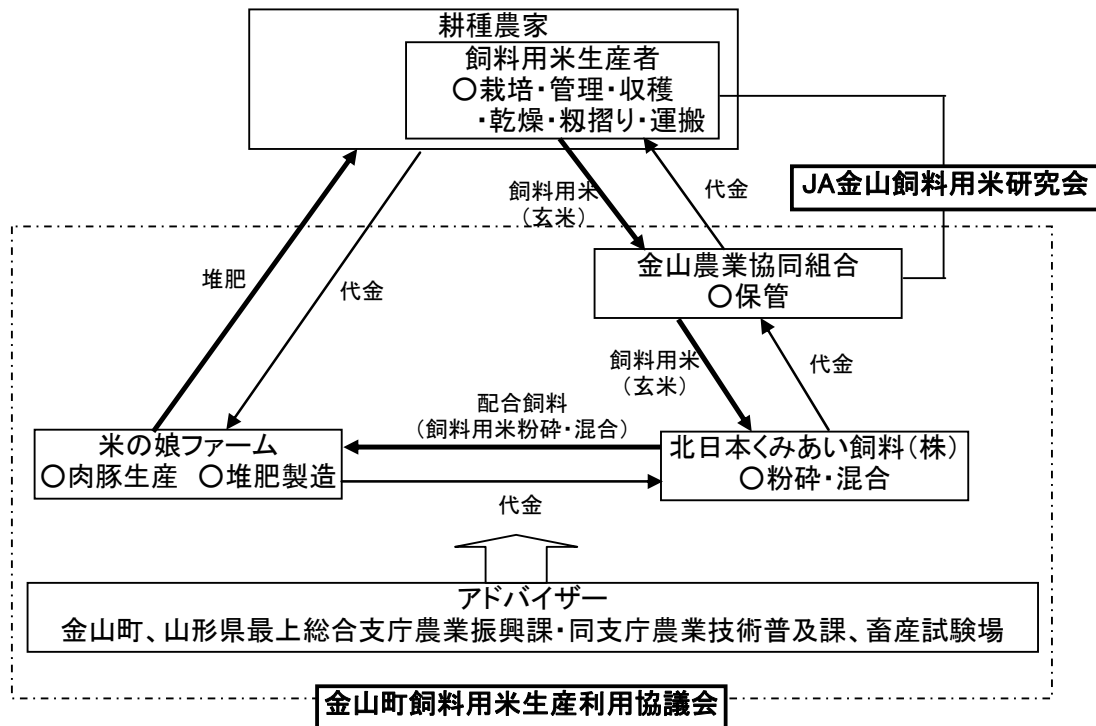 耕種農家
飼料用米生産者
○栽培・管理・収穫
・乾燥・籾摺り・運搬
飼料用米
(玄米)
代金
JA金山飼料用米研究会
堆肥
代金
金山農業協同組合
○保管
飼料用米
(玄米)
代金
配合飼料
(飼料用米粉砕・混合)
米の娘ファーム
○肉豚生産 ○堆肥製造
北日本くみあい飼料(株)
○粉砕・混合
代金
アドバイザー
金山町、山形県最上総合支庁農業振興課・同支庁農業技術普及課、畜産試験場
金山町飼料用米生産利用協議会